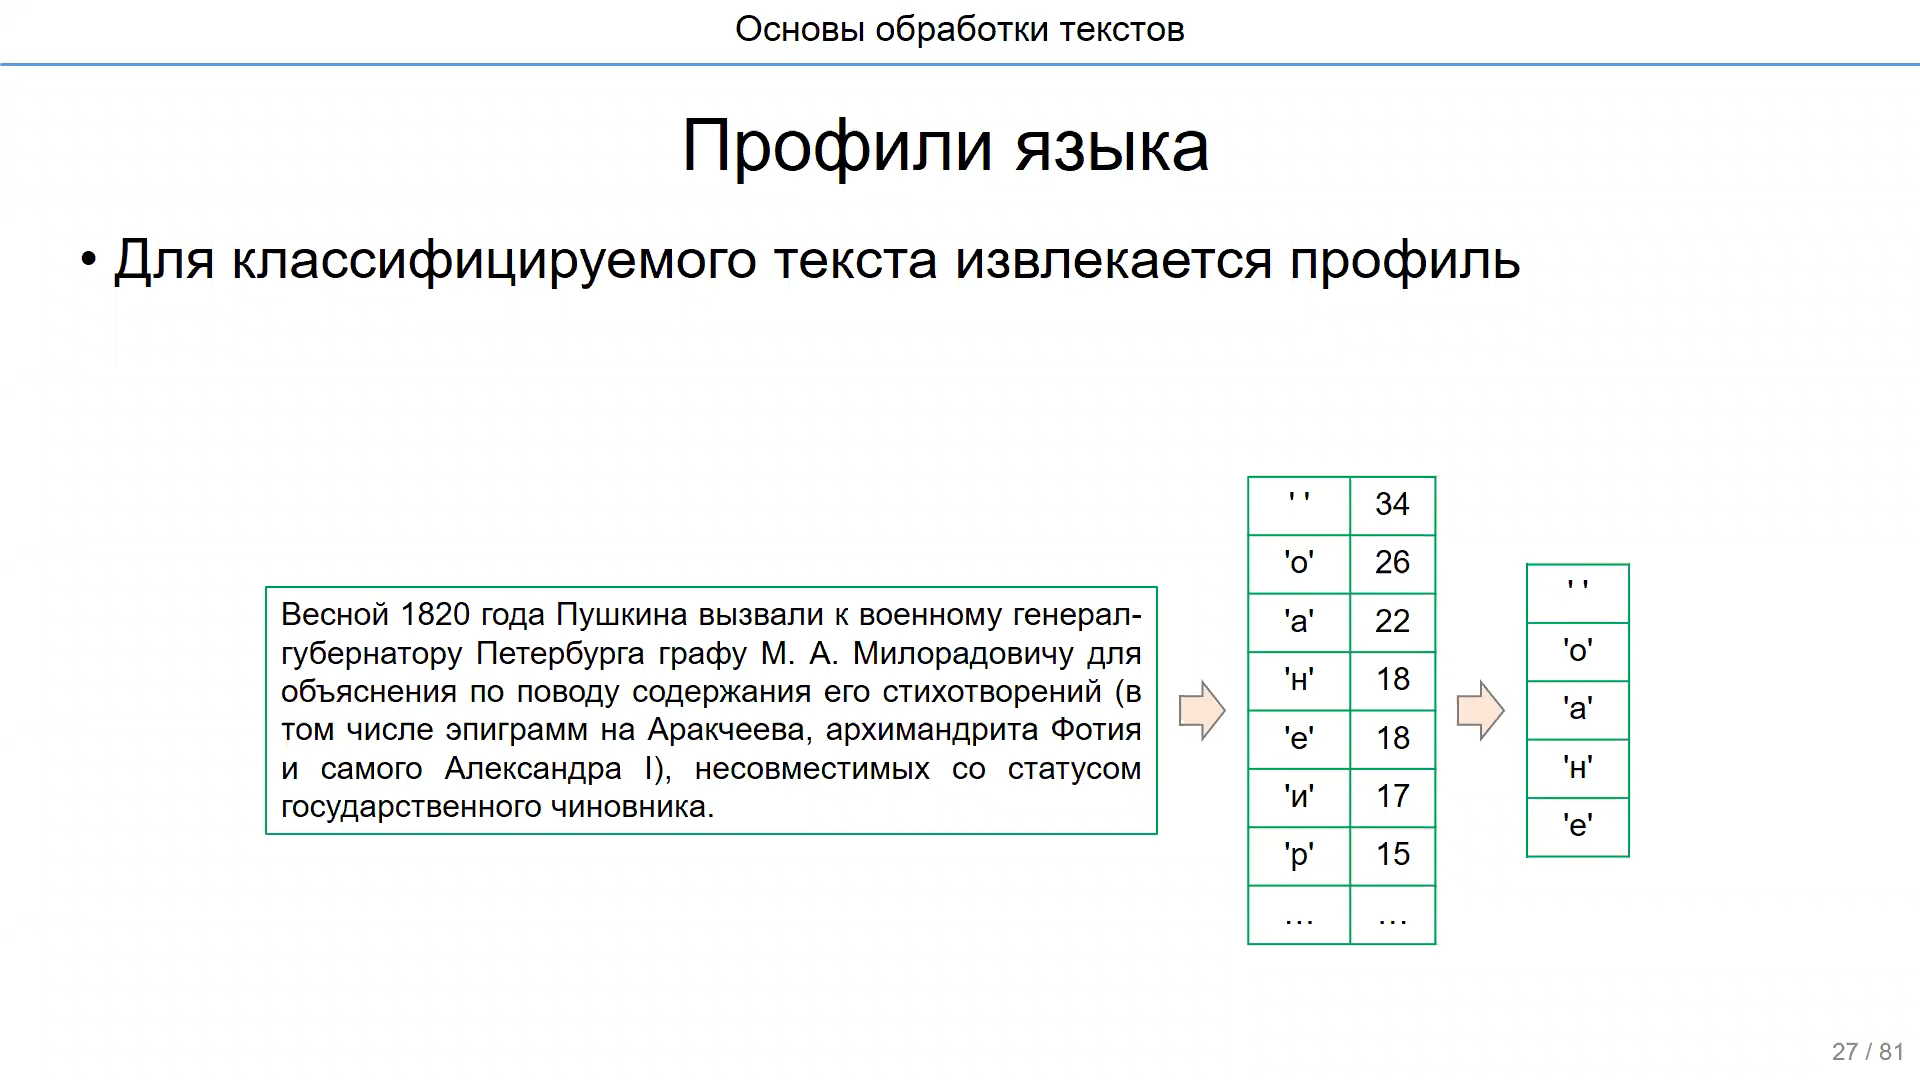 Основы обработки текстов
Профили языка
• Для классифицируемого текста извлекается профиль
Весной 1820 года Пушкина вызвали к военному генерал-
губернатору Петербурга графу М. А. Милорадовичу для
объяснения по поводу содержания его стихотворений (в
том числе эпиграмм на Аракчеева, архимандрита Фотия
и самого Александра I), несовместимых со статусом
государственного чиновника.
' ' 34
'о' 26
'а' 22
'н' 18
'е' 18
'и' 17
'р' 15
... ...
' '
'о'
'а'
'н'
'е'
27 / 81